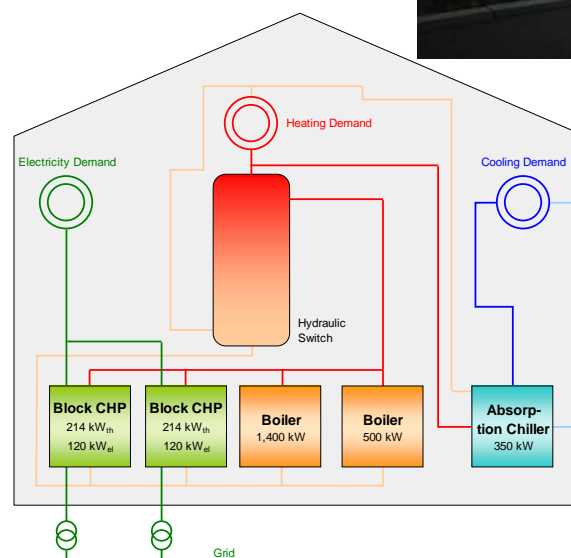 Heating Demand
Electricity Demand
Cooling Demand
Hydraulic
Switch
Block CHP
214 kWth
120 kWel
Block CHP
214 kWth
120 kWel
Boiler
1,400 kW
Boiler
500 kW
Absorp-
tion Chiller
350 kW
Grid